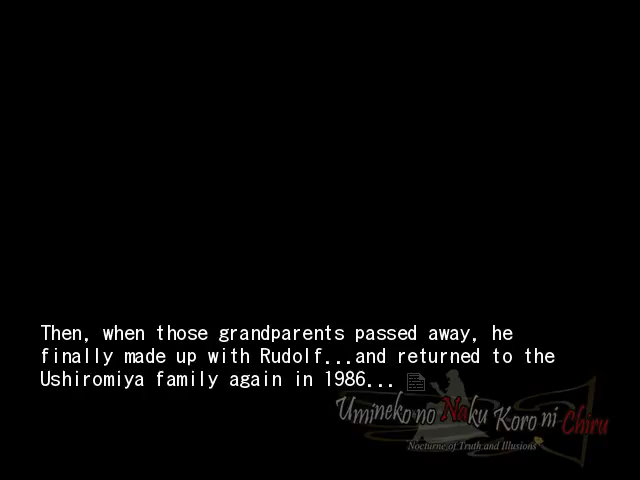 Then, when those grandparents passed away, he
finally made up with Rudolf...and returned to the
Ushiromiya family again in 1986...
Umineko no Naku Koro ni Chiru
Nocturne of Truth and Illusions